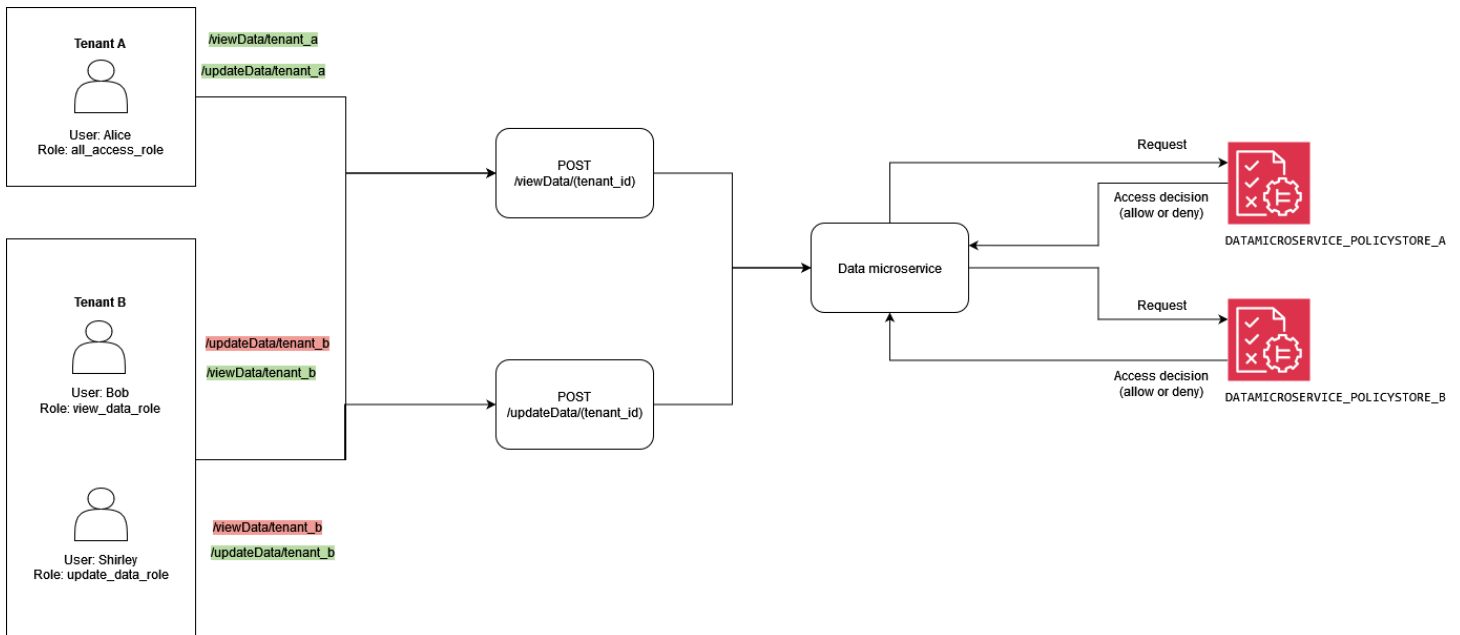 Tenant A
User: Alice
Role: all_access_role
/viewData/tenant_a
/updateData/tenant_a
Tenant B
User: Bob
Role: view_data_role
/updateData/tenant_b
/viewData/tenant_b
User: Shirley
Role: update_data_role
/viewData/tenant_b
/updateData/tenant_b
POST
/viewData/(tenant_id)
POST
/updateData/(tenant_id)
Data microservice
Request
Access decision
(allow or deny)
DATAMICROSERVICE_POLICYSTORE_A
Request
Access decision
(allow or deny)
DATAMICROSERVICE_POLICYSTORE_B